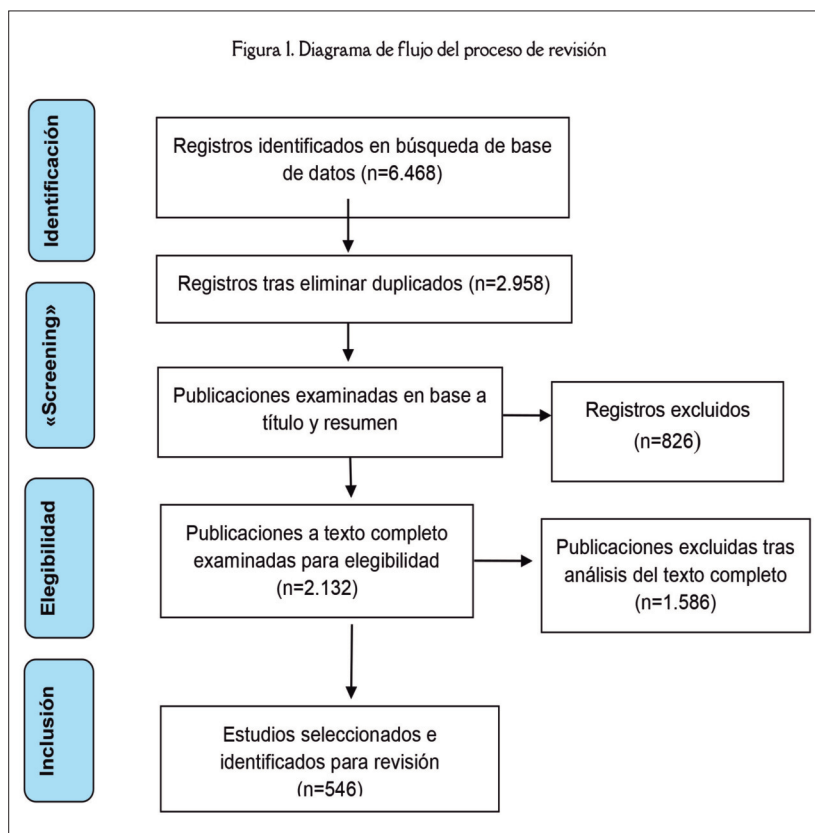 Figura 1. Diagrama de flujo del proceso de revisión
Identificación
Registros identificados en búsqueda de base
de datos (n=6.468)
Registros tras eliminar duplicados (n=2.958)
«Screening»
Publicaciones examinadas en base a
título y resumen
Registros excluidos
(n=826)
Elegibilidad
Publicaciones a texto completo
examinadas para elegibilidad
(n=2.132)
Publicaciones excluidas tras
análisis del texto completo
(n=1.586)
Inclusión
Estudios seleccionados e
identificados para revisión
(n=546)